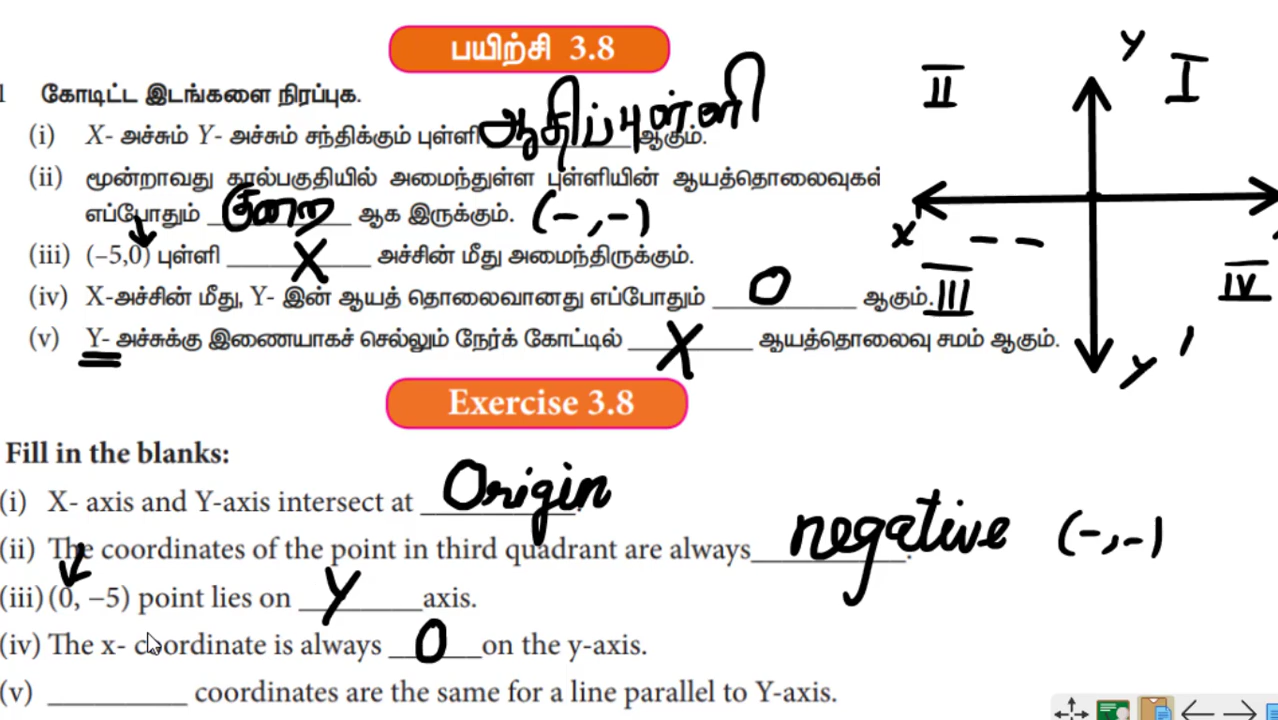 பயிற்சி 3.8
1 கோடிட்ட இடங்களை நிரப்புக.
(i) X- அச்சும் Y- அச்சும் சந்திக்கும் புள்ளி ஆதிப்புள்ளி ஆகும்.
(ii) மூன்றாவது கால்பகுதியில் அமைந்துள்ள புள்ளியின் ஆயத்தொலைவுகள்
எப்போதும் குறை ஆக இருக்கும். (−,−)
(iii) (−5,0) புள்ளி X அச்சின் மீது அமைந்திருக்கும்.
(iv) X-அச்சின் மீது, Y- இன் ஆயத் தொலைவானது எப்போதும் 0 ஆகும்.
(v) Y- அச்சுக்கு இணையாகச் செல்லும் நேர்க் கோட்டில் X ஆயத்தொலைவு சமம் ஆகும்.
y
II I
x' − −
III IV
y'
Exercise 3.8
Fill in the blanks:
(i) X- axis and Y-axis intersect at Origin.
(ii) The coordinates of the point in third quadrant are always negative. (−,−)
(iii) (0, −5) point lies on y axis.
(iv) The x- coordinate is always 0 on the y-axis.
(v) ________ coordinates are the same for a line parallel to Y-axis.